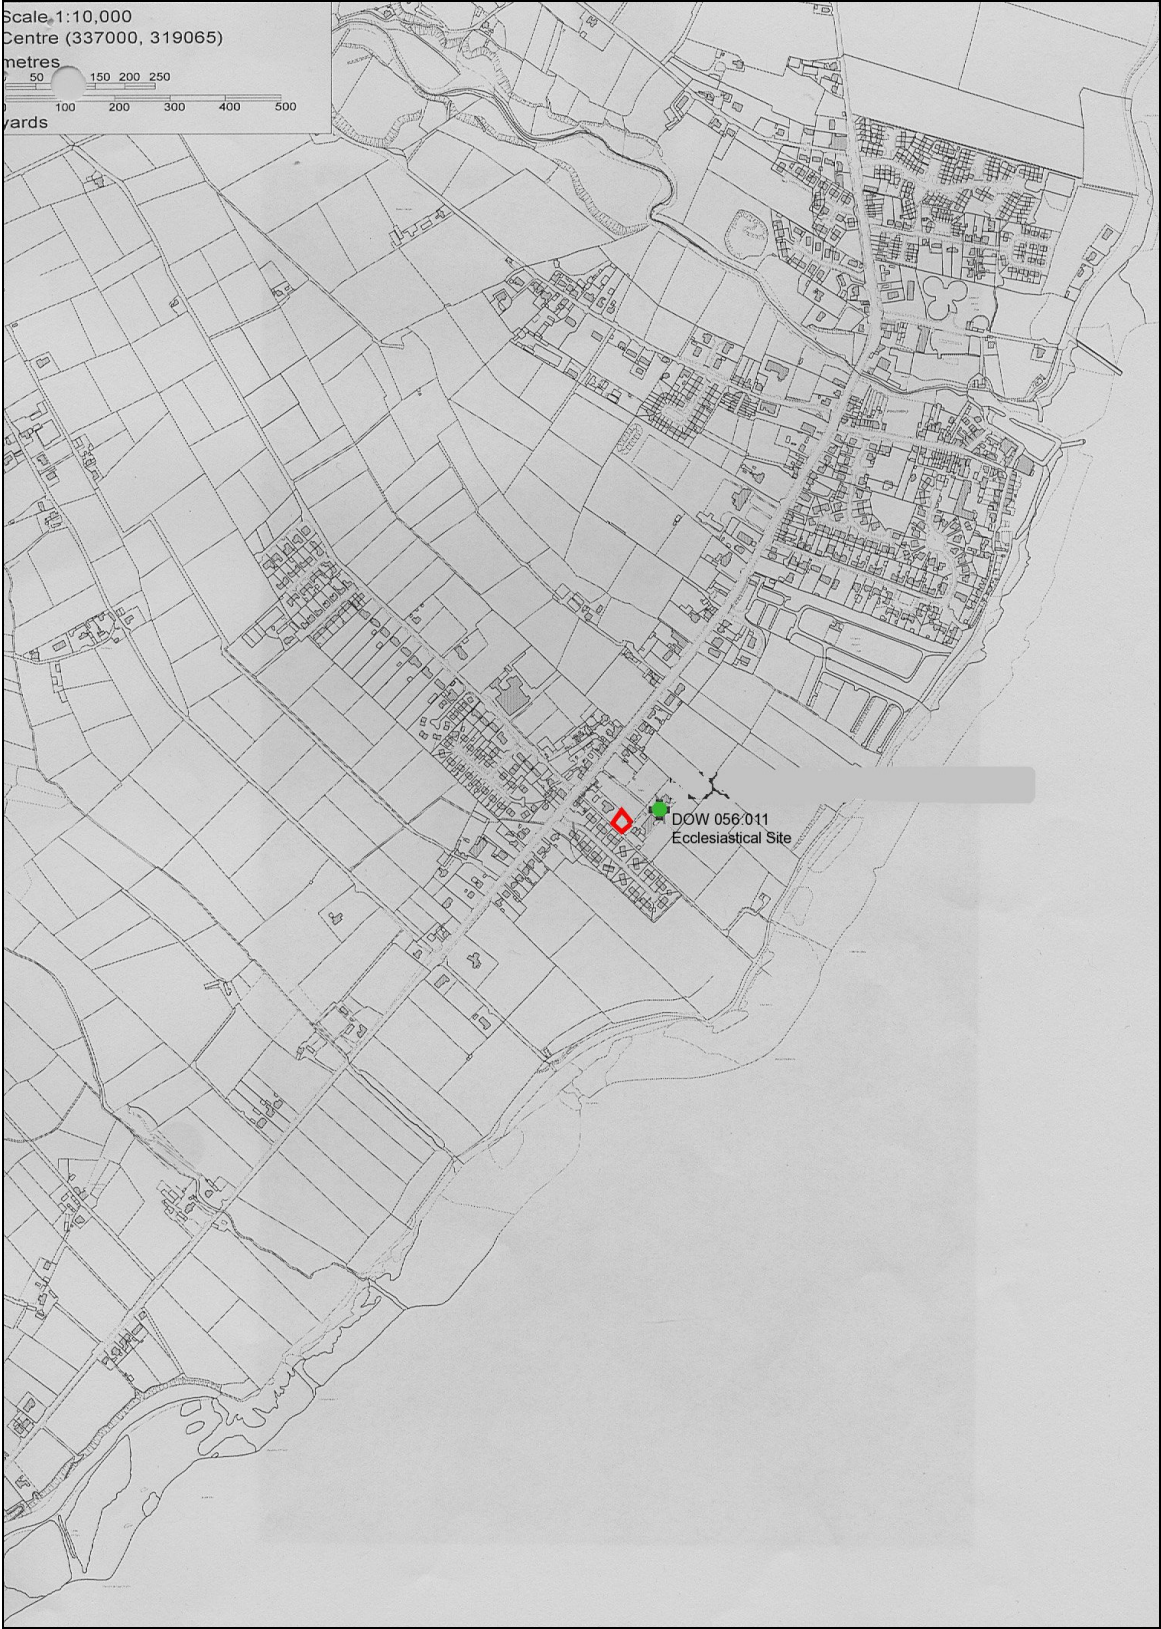 Scale 1:10,000
Centre (337000, 319065)
metres
50 150 200 250
100 200 300 400 500
yards
DOW 056:011
Ecclesiastical Site